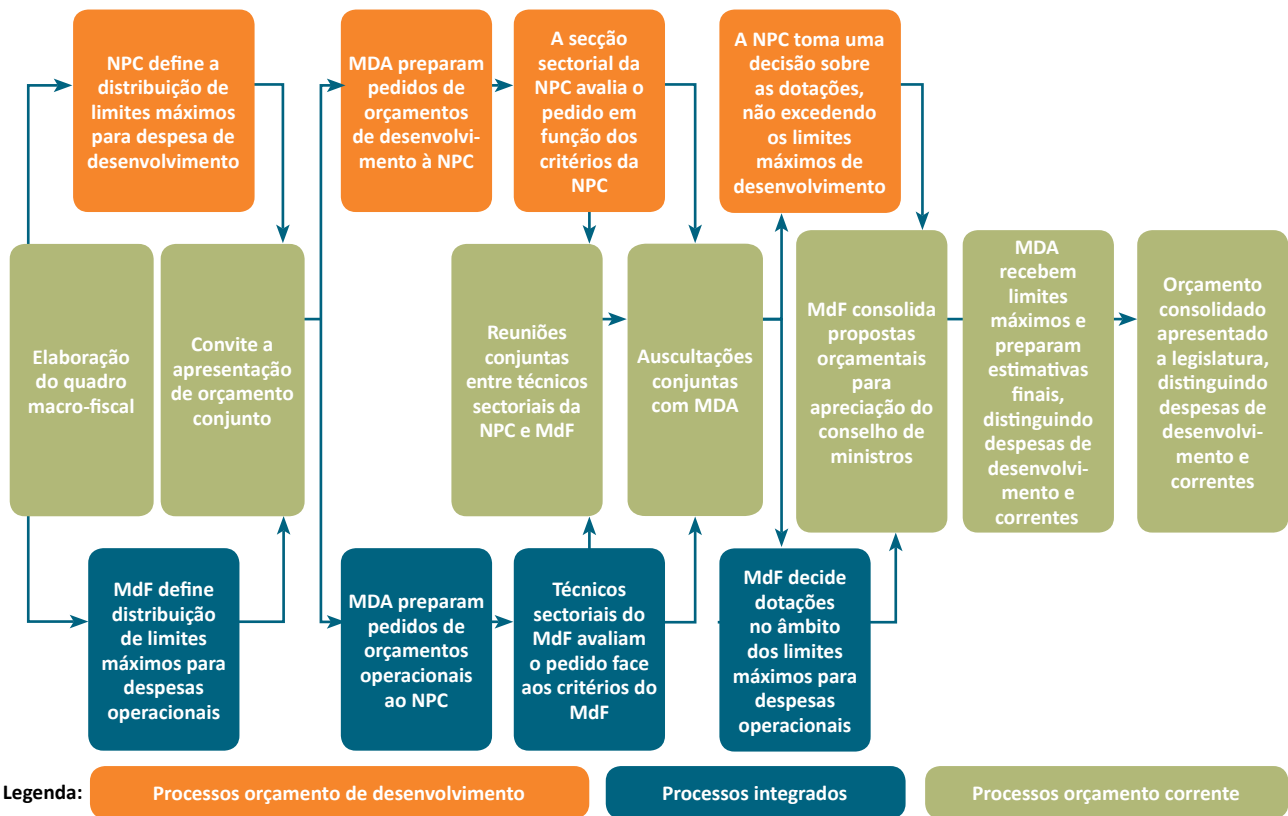 NPC define a
distribuição de
limites máximos
para despesa de
desenvolvimento
MDA preparam
pedidos de
orçamentos
de desenvolvi-
mento à NPC
A secção
sectorial da
NPC avalia o
pedido em
função dos
critérios da
NPC
A NPC toma uma
decisão sobre
as dotações,
não excedendo
os limites
máximos de
desenvolvimento
Elaboração
do quadro
macro-fiscal
Convite a
apresentação
de orçamento
conjunto
Reuniões
conjuntas
entre técnicos
sectoriais da
NPC e MdF
Auscultações
conjuntas
com MDA
MdF consolida
propostas
orçamentais
para
apreciação do
conselho de
ministros
MDA
recebem
limites
máximos e
preparam
estimativas
finais,
distinguindo
despesas de
desenvolvi-
mento e
correntes
Orçamento
consolidado
apresentado
a legislatura,
distinguindo
despesas de
desenvolvi-
mento e
correntes
MdF define
distribuição
de limites
máximos para
despesas
operacionais
MDA preparam
pedidos de
orçamentos
operacionais
ao NPC
Técnicos
sectoriais do
MdF avaliam
o pedido face
aos critérios do
MdF
MdF decide
dotações
no âmbito
dos limites
máximos para
despesas
operacionais
Legenda:
Processos orçamento de desenvolvimento
Processos integrados
Processos orçamento corrente